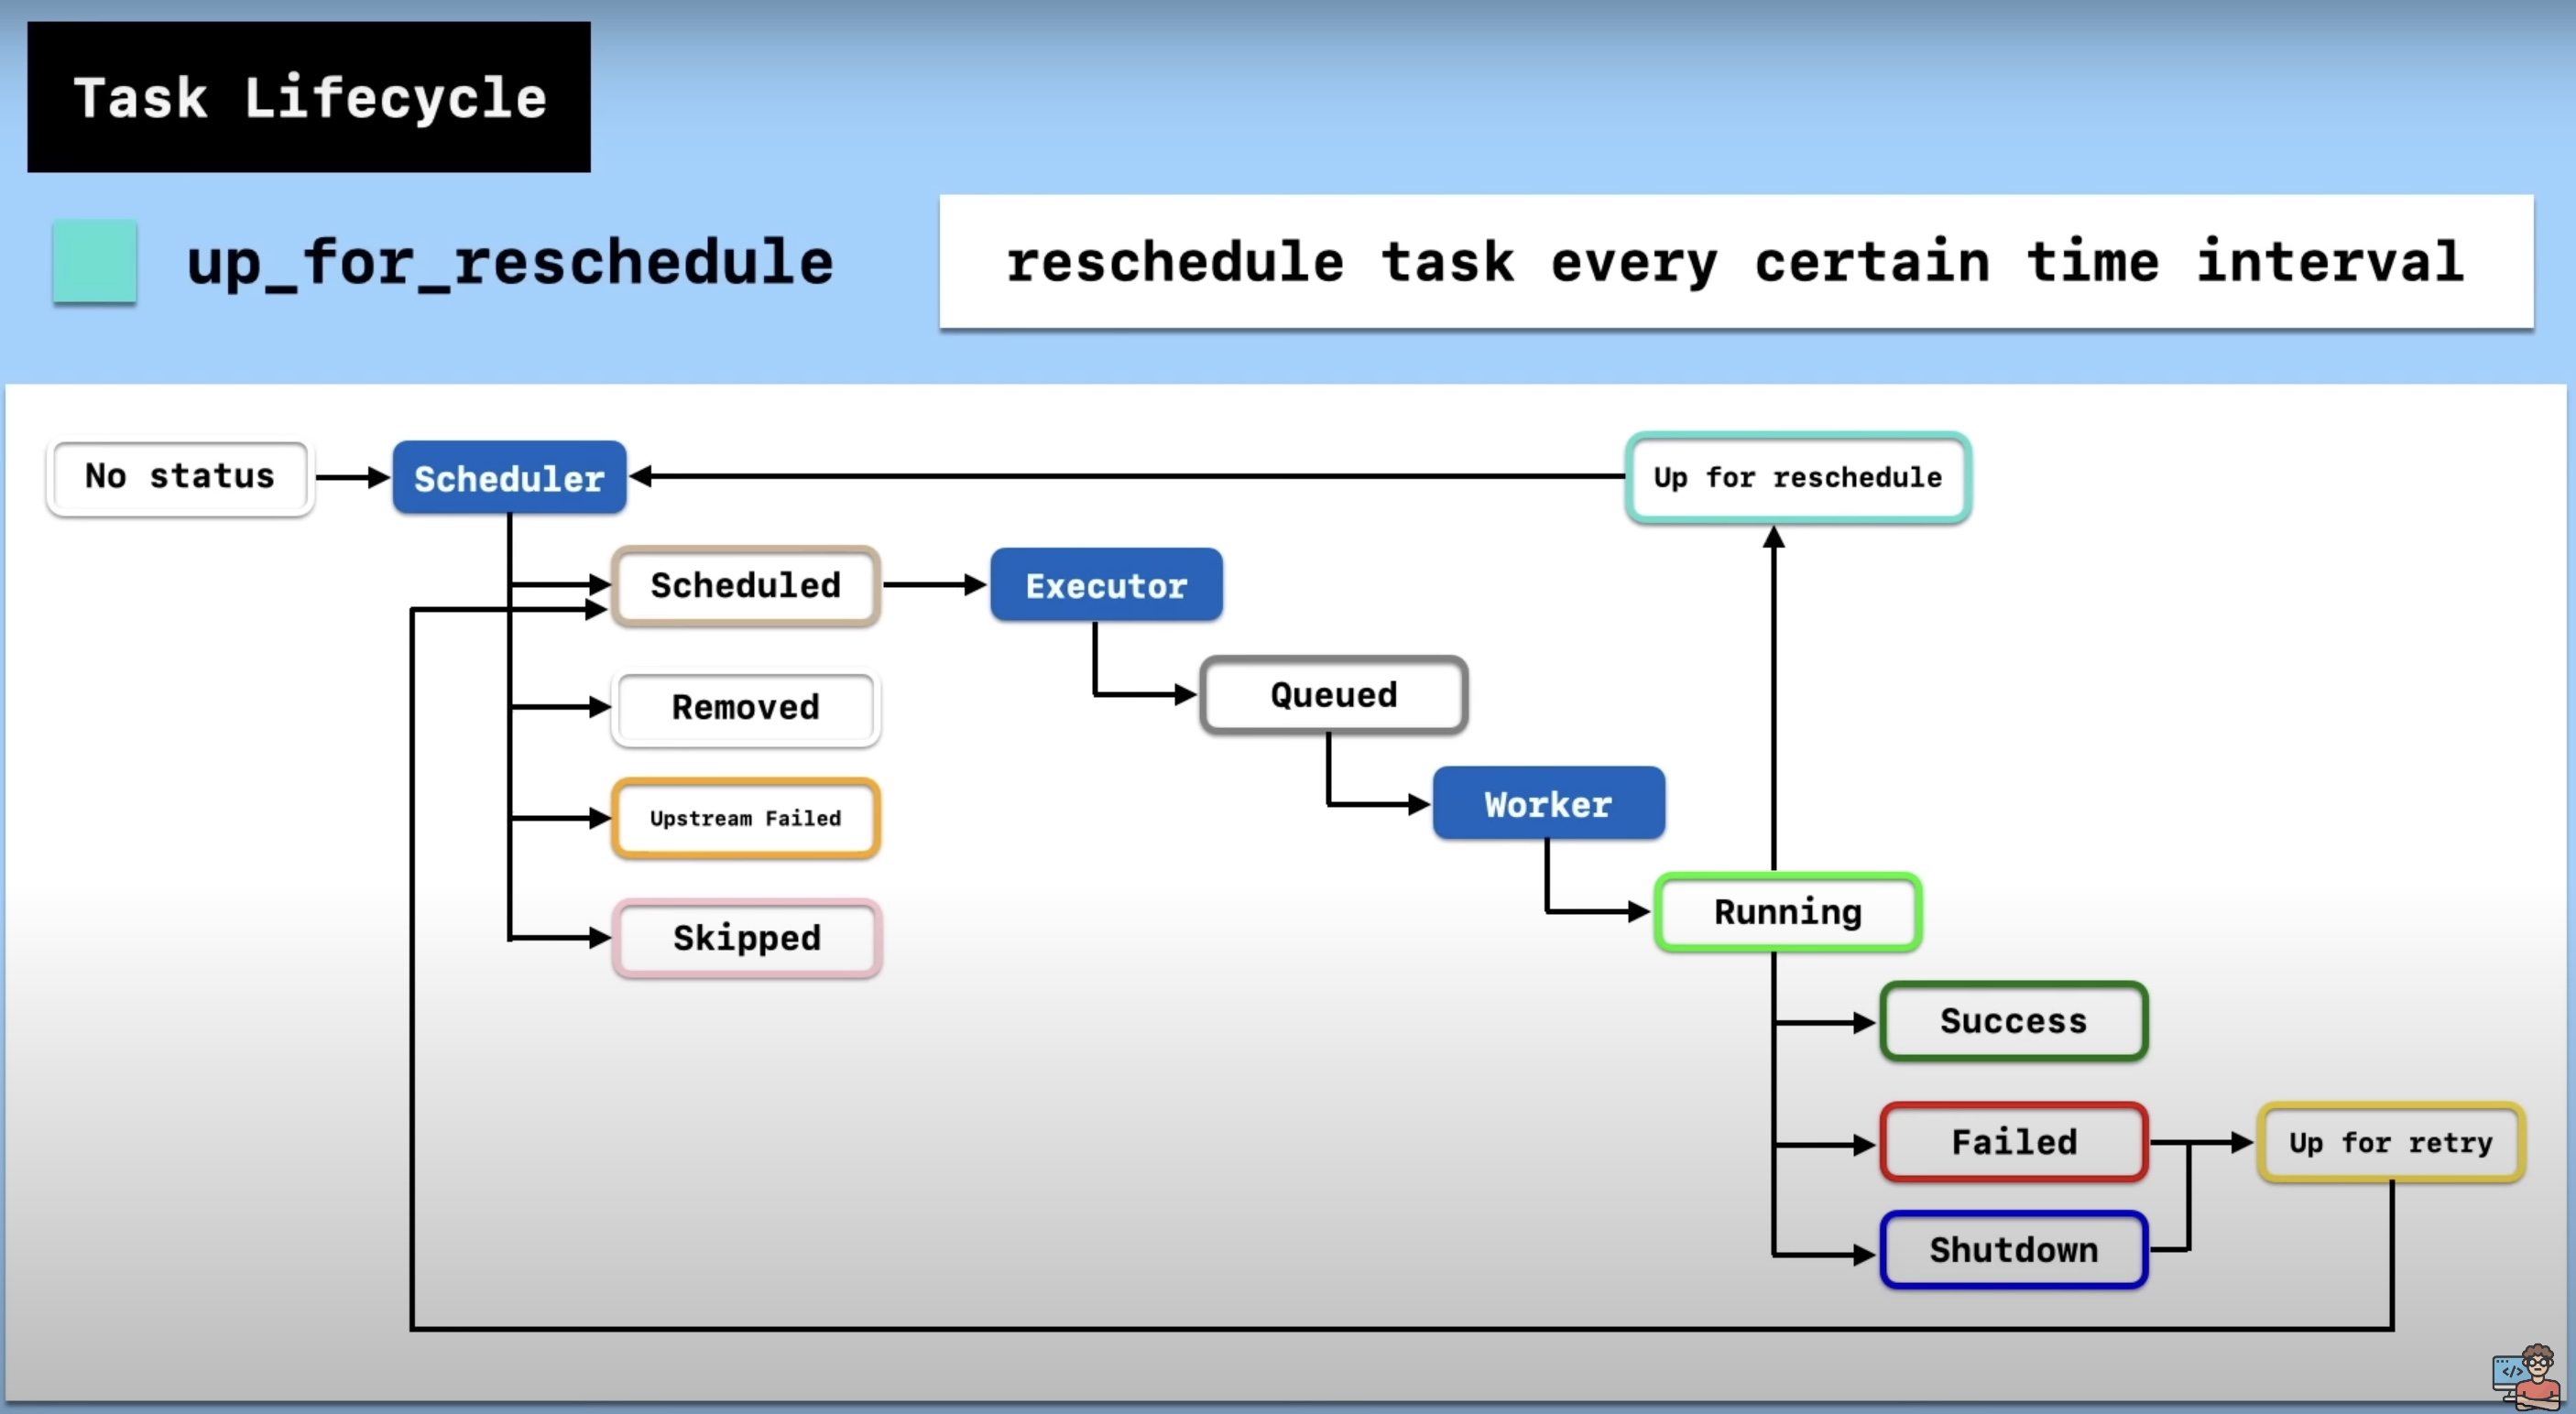 Task Lifecycle
up_for_reschedule
reschedule task every certain time interval
No status
Scheduler
Up for reschedule
Scheduled
Executor
Removed
Queued
Upstream Failed
Worker
Skipped
Running
Success
Failed
Up for retry
Shutdown